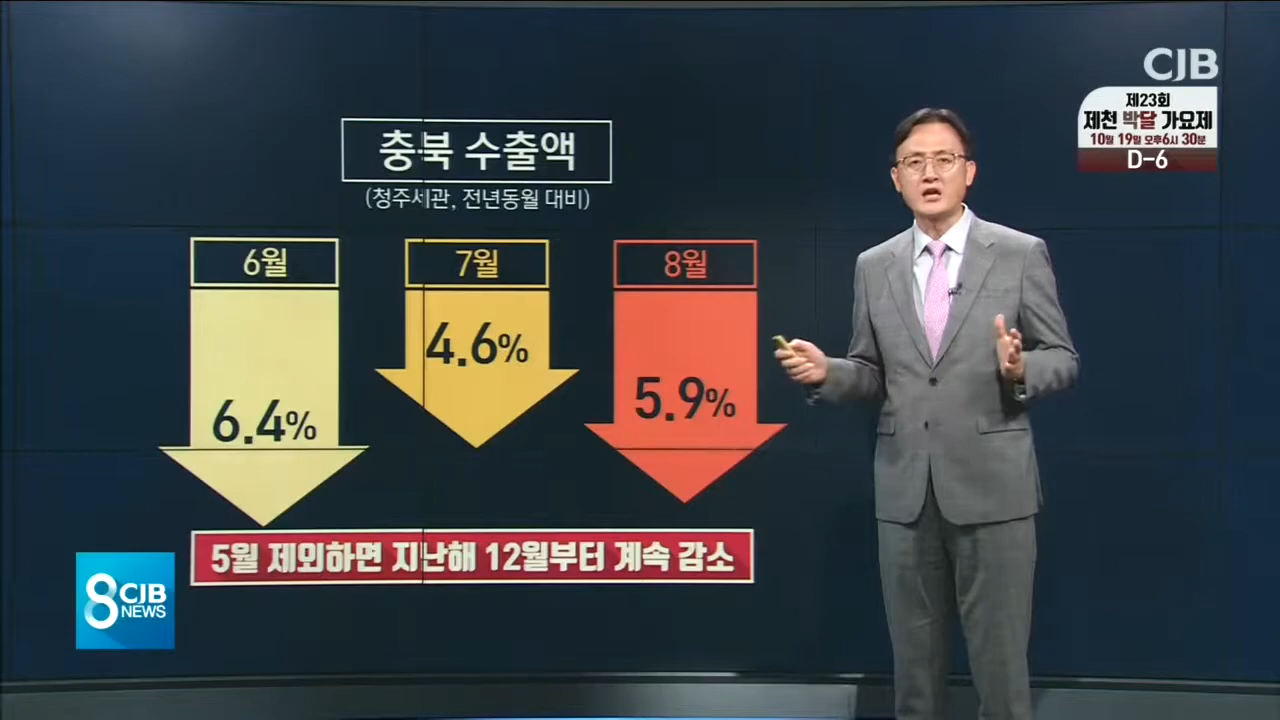 CJB
제23회
제천 박달 가요제
10월 19일 오후6시 30분
D-6
충북 수출액
(청주세관, 전년동월 대비)
6월
7월
8월
6.4%
4.6%
5.9%
5월 제외하면 지난해 12월부터 계속 감소
8 CJB
NEWS